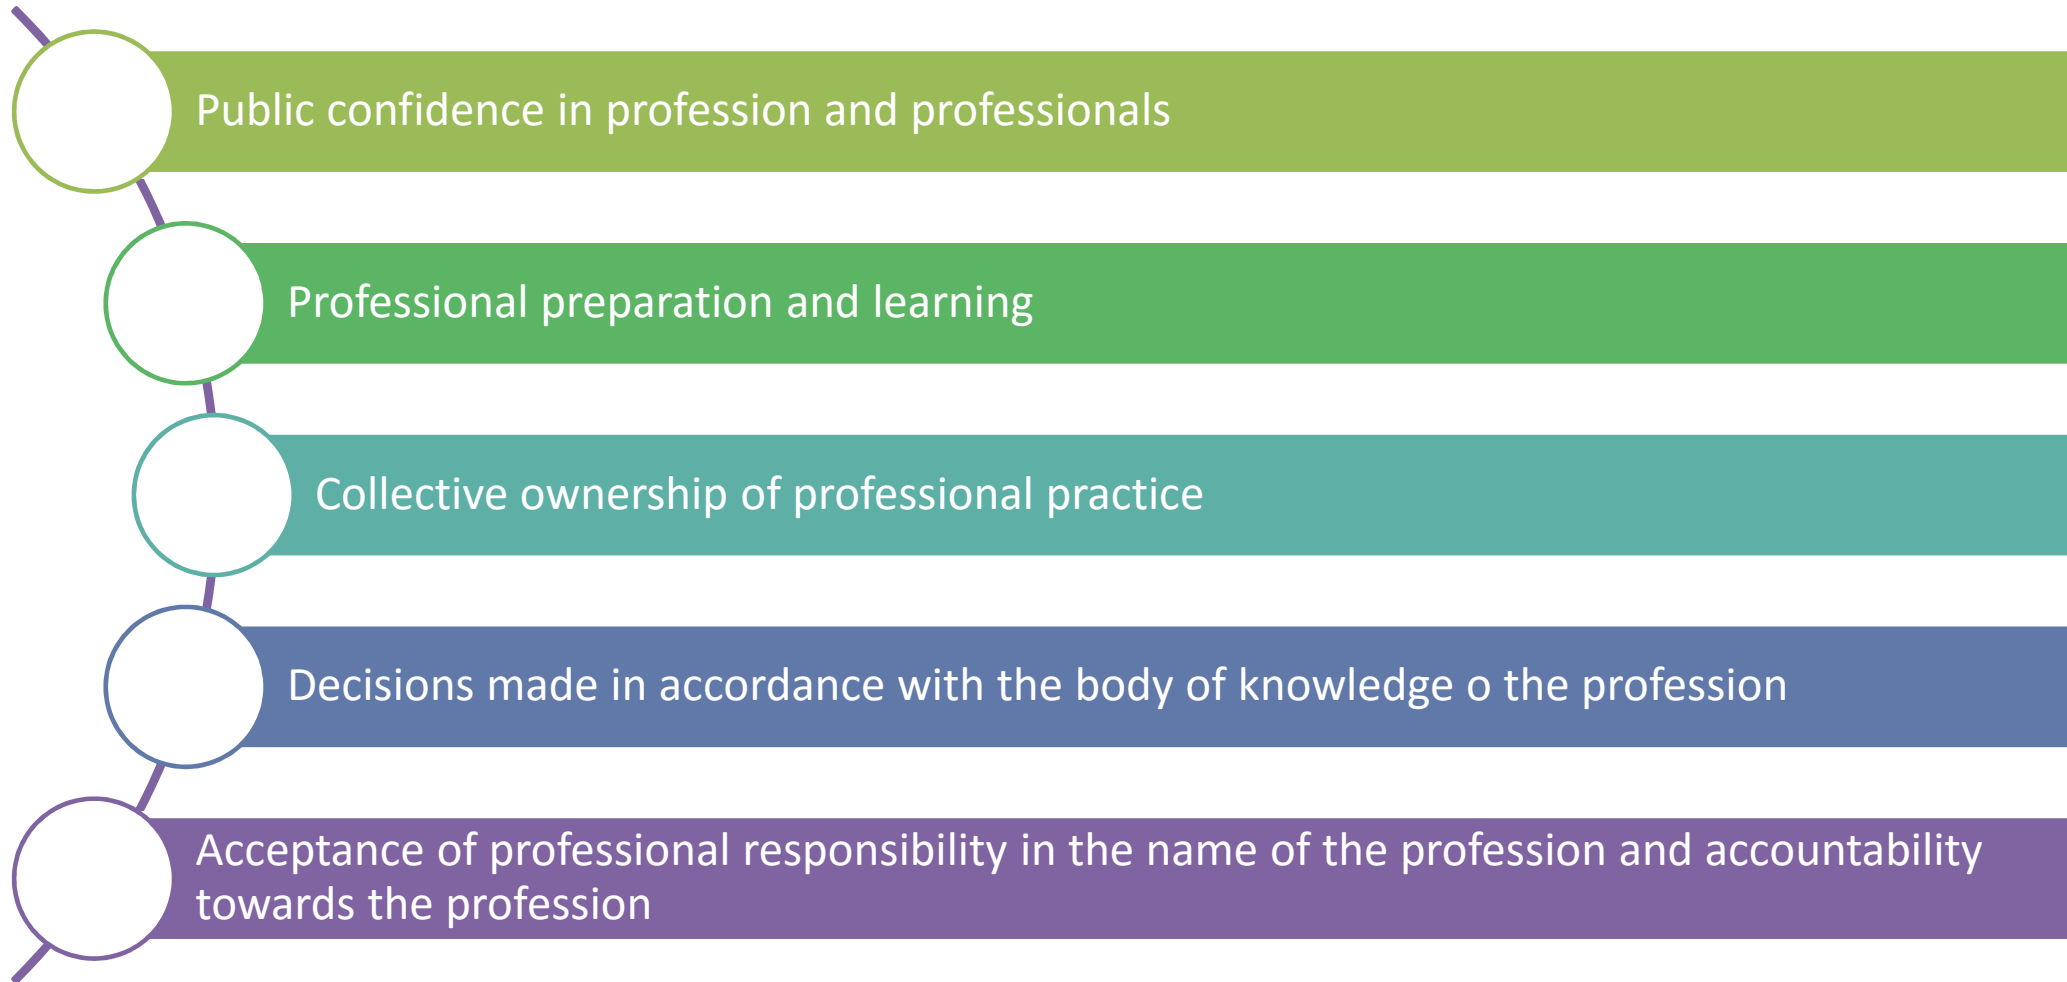 Public confidence in profession and professionals
Professional preparation and learning
Collective ownership of professional practice
Decisions made in accordance with the body of knowledge o the profession
Acceptance of professional responsibility in the name of the profession and accountability
towards the profession